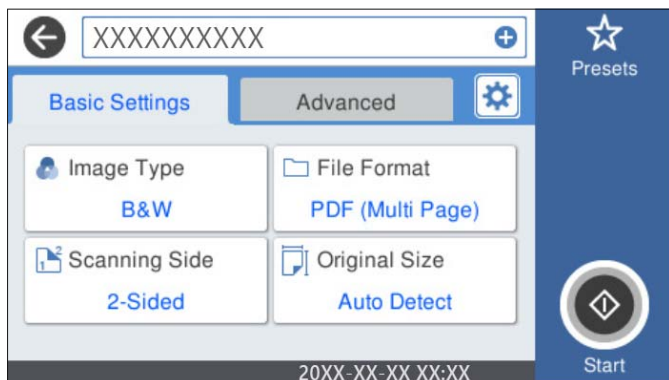 XXXXXXXXXX
Presets
Basic Settings
Advanced
Image Type
B&W
File Format
PDF (Multi Page)
Scanning Side
2-Sided
Original Size
Auto Detect
20XX-XX-XX XX:XX
Start